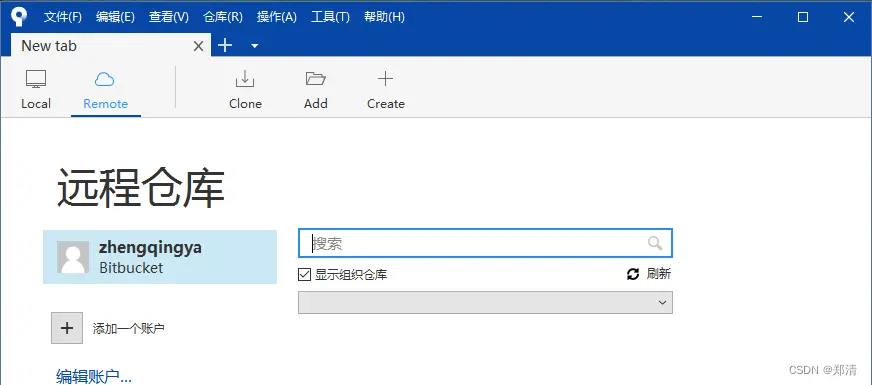 文件(F) 编辑(E) 查看(V) 仓库(R) 操作(A) 工具(T) 帮助(H)
New tab
Local Remote Clone Add Create
远程仓库
zhengqingya
Bitbucket
搜索
显示组织仓库 刷新
添加一个账户
编辑账户...
CSDN @郑清